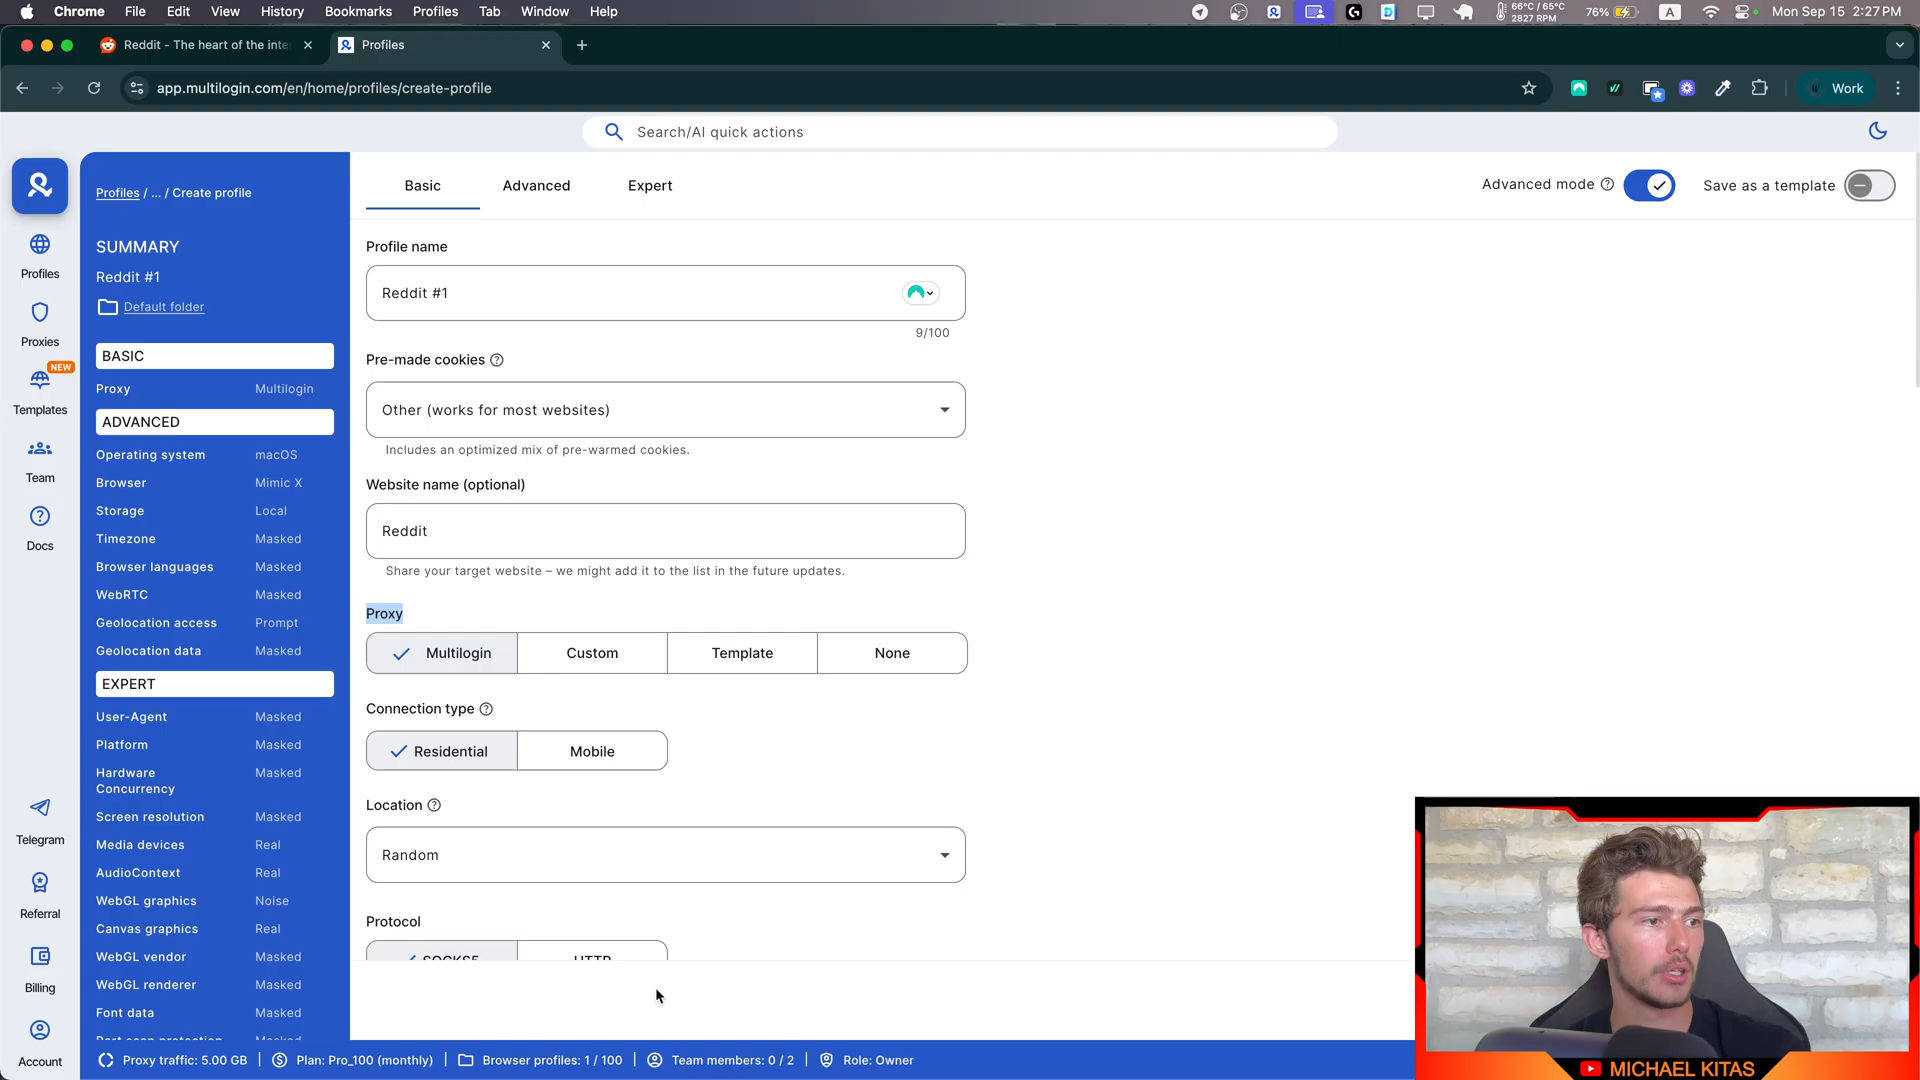 Chrome File Edit View History Bookmarks Profiles Tab Window Help 66°C / 65°C 2827 RPM 76% A Mon Sep 15 2:27 PM
Reddit - The heart of the inte Profiles
app.multilogin.com/en/home/profiles/create-profile Work
Search/AI quick actions
Profiles / ... / Create profile
Basic Advanced Expert Advanced mode Save as a template
SUMMARY
Reddit #1
Default folder
BASIC
Proxy Multilogin
ADVANCED
Operating system macOS
Browser Mimic X
Storage Local
Timezone Masked
Browser languages Masked
WebRTC Masked
Geolocation access Prompt
Geolocation data Masked
EXPERT
User-Agent Masked
Platform Masked
Hardware Concurrency Masked
Screen resolution Masked
Media devices Real
AudioContext Real
WebGL graphics Noise
Canvas graphics Real
WebGL vendor Masked
WebGL renderer Masked
Font data Masked
Profiles
Proxies
NEW
Templates
Team
Docs
Telegram
Referral
Billing
Account
Profile name
Reddit #1
9/100
Pre-made cookies
Other (works for most websites)
Includes an optimized mix of pre-warmed cookies.
Website name (optional)
Reddit
Share your target website – we might add it to the list in the future updates.
Proxy
Multilogin Custom Template None
Connection type
Residential Mobile
Location
Random
Protocol
SOCKS5 HTTP
Proxy traffic: 5.00 GB Plan: Pro_100 (monthly) Browser profiles: 1 / 100 Team members: 0 / 2 Role: Owner
MICHAEL KITAS